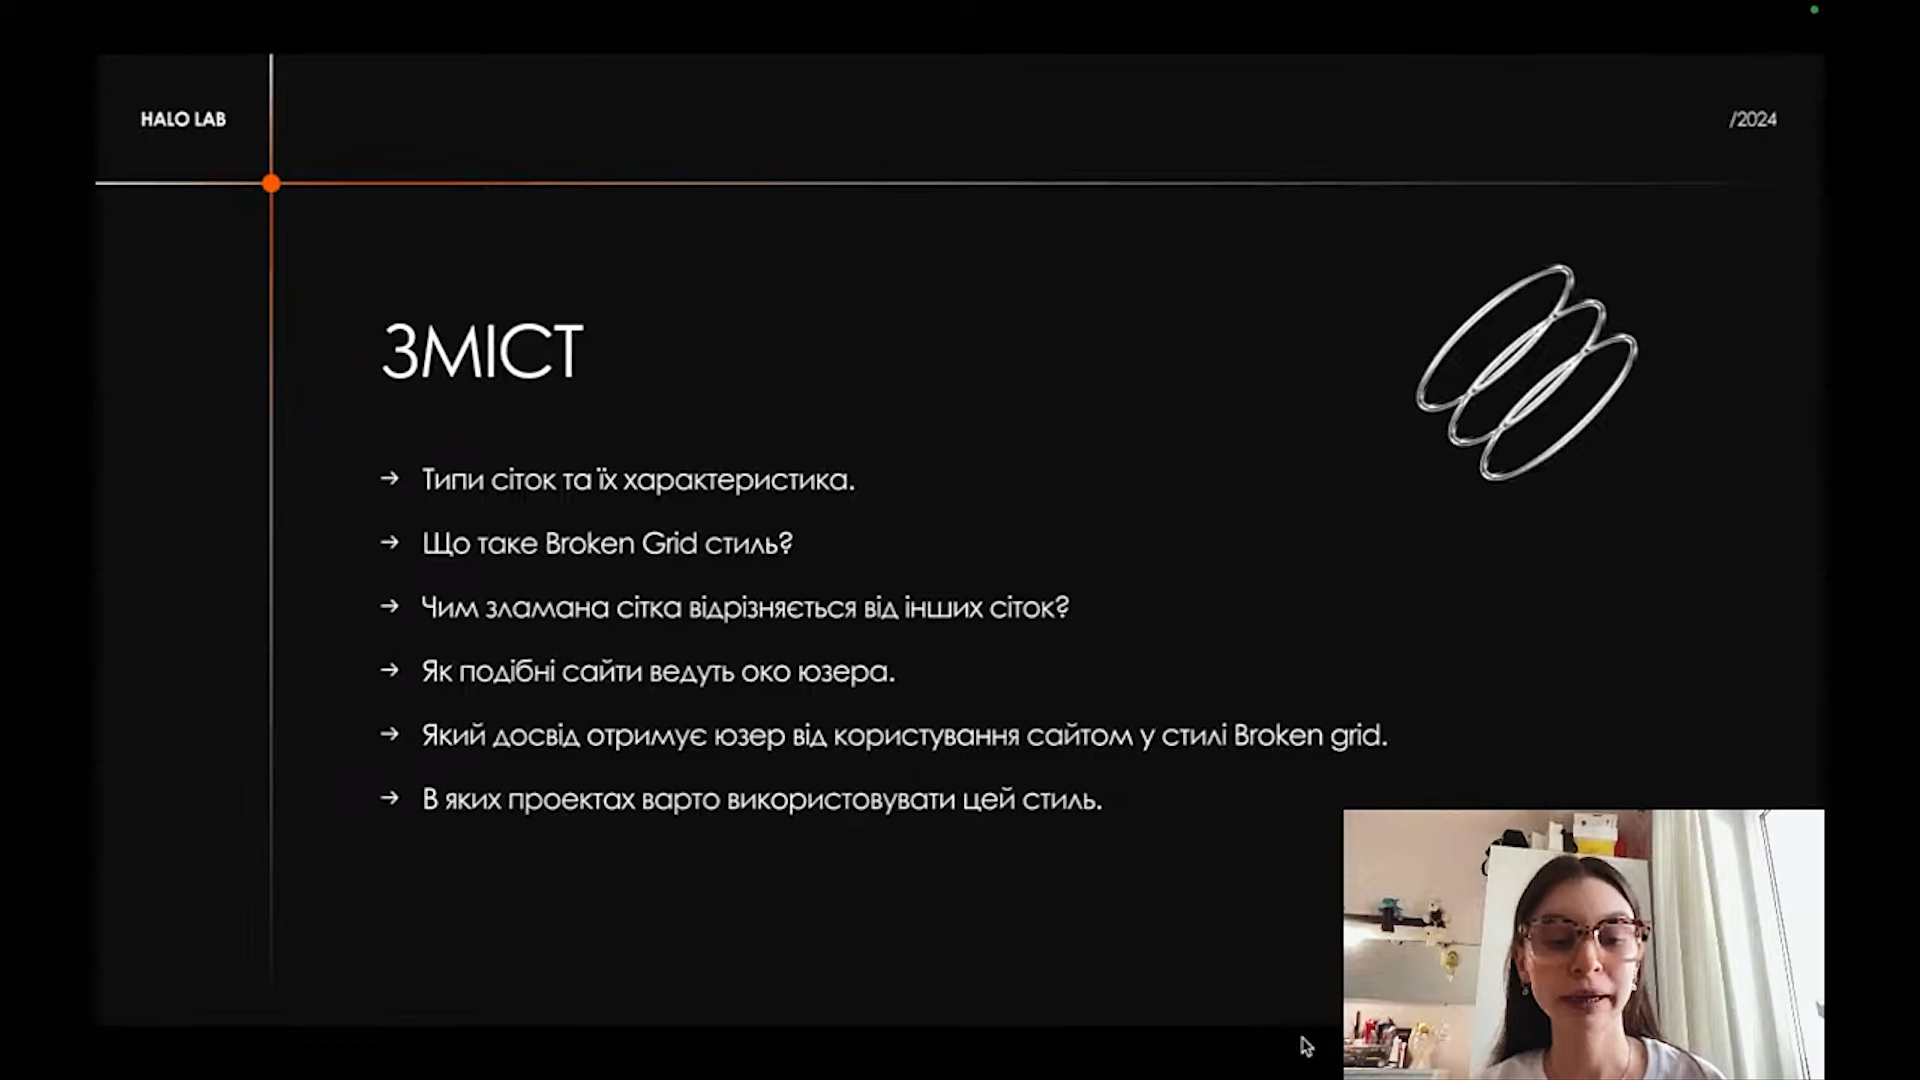 HALO LAB
/2024
ЗМІСТ
→ Типи сіток та їх характеристика.
→ Що таке Broken Grid стиль?
→ Чим зламана сітка відрізняється від інших сіток?
→ Як подібні сайти ведуть око юзера.
→ Який досвід отримує юзер від користування сайтом у стилі Broken grid.
→ В яких проектах варто використовувати цей стиль.